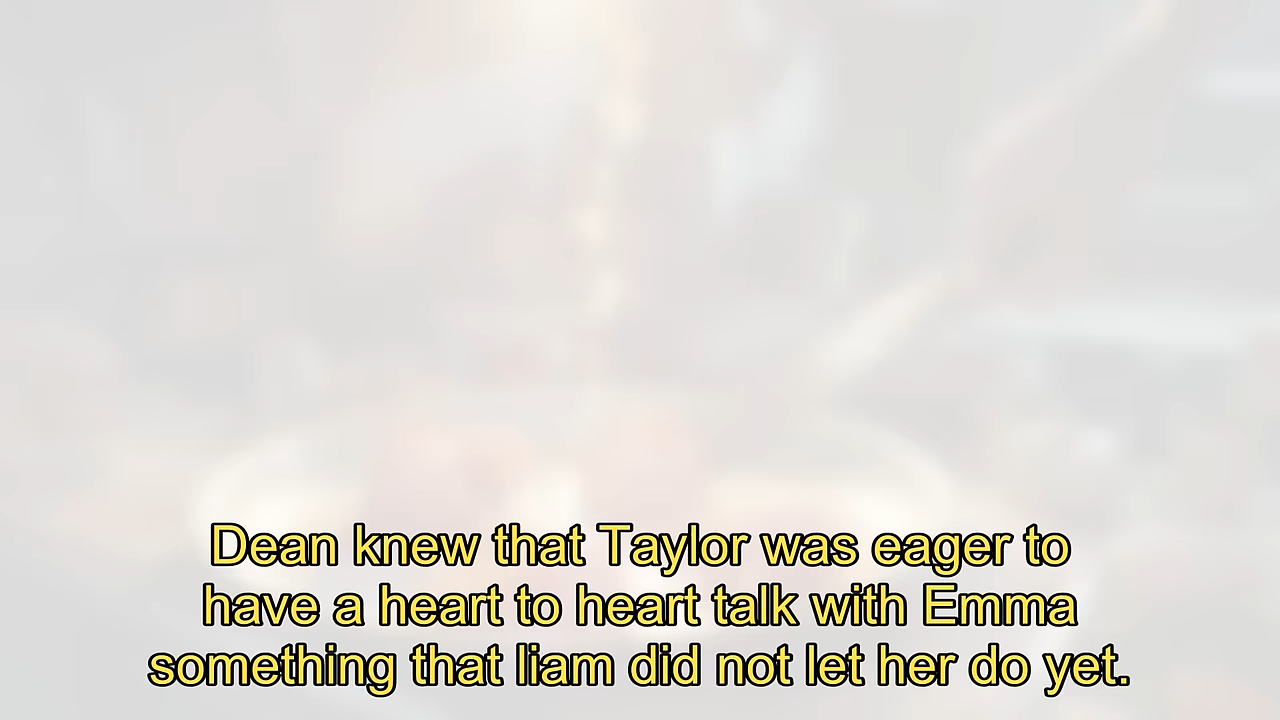 Dean knew that Taylor was eager to
have a heart to heart talk with Emma
something that liam did not let her do yet.